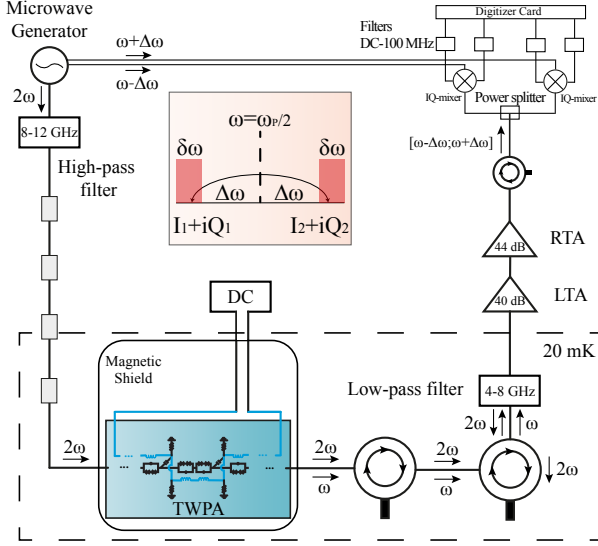 Microwave
Generator
ω+Δω
ω-Δω
2ω
8-12 GHz
High-pass
filter
Filters
DC-100 MHz
Digitizer Card
IQ-mixer
Power splitter
IQ-mixer
[ω-Δω;ω+Δω]
ω=ωP/2
δω
δω
Δω
Δω
I1+iQ1
I2+iQ2
44 dB
RTA
40 dB
LTA
DC
20 mK
Magnetic
Shield
Low-pass filter
4-8 GHz
2ω
ω
2ω
2ω
ω
2ω
ω
2ω
...
...
TWPA